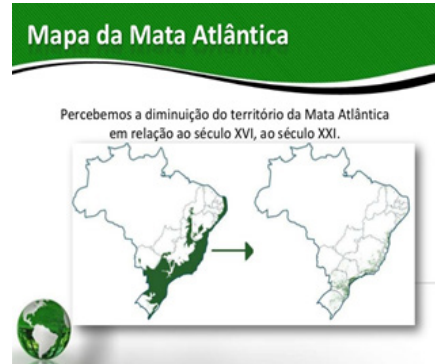 Mapa da Mata Atlântica
Percebemos a diminuição do território da Mata Atlântica
em relação ao século XVI, ao século XXI.